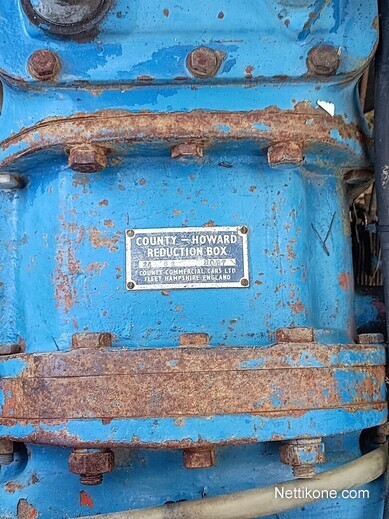 COUNTY - HOWARD
REDUCTION BOX
COUNTY COMMERCIAL CARS LTD
FLEET HAMPSHIRE ENGLAND
Nettikone.com